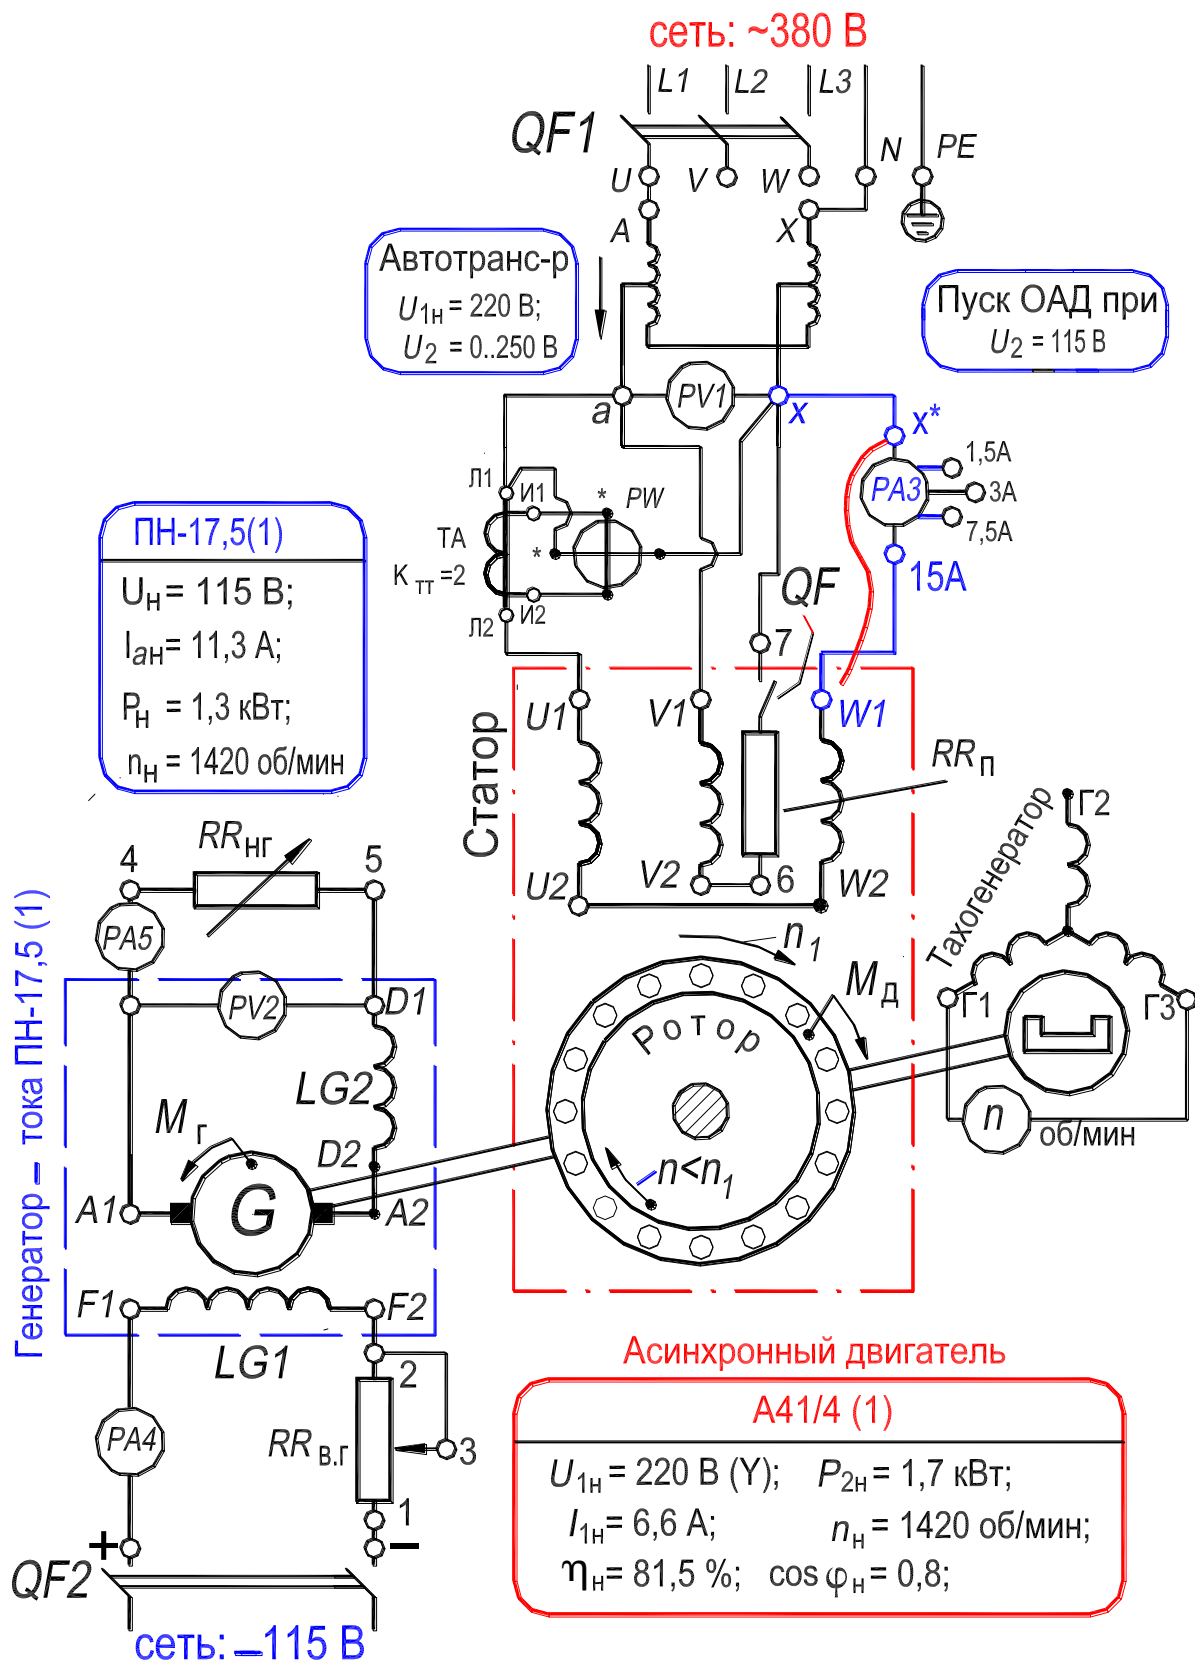 сеть: ~380 В
L1 L2 L3
QF1
N PE
U V W
A X
Автотранс-р
U1н = 220 В;
U2 = 0..250 В
Пуск ОАД при
U2 = 115 В
PV1
a x x*
PA3
1,5А
3А
7,5А
15А
Л1 И1 * PW
ТА *
К тт =2
Л2 И2
QF
7
ПН-17,5(1)
Uн = 115 В;
Iан = 11,3 А;
Рн = 1,3 кВт;
nн = 1420 об/мин
Статор
U1 V1 W1
RRп
U2 V2 6 W2
Тахогенератор
Г2
Г1 Г3
n об/мин
RRнг
4 5
PA5
PV2 D1
LG2
D2
Mг
A1 G A2
Генератор – тока ПН-17,5 (1)
n1
Mд
Ротор
n<n1
F1 F2
LG1
2
PA4 RRв.г 3
1
+ –
QF2
сеть: –115 В
Асинхронный двигатель
А41/4 (1)
U1н = 220 В (Y); P2н = 1,7 кВт;
I1н = 6,6 А; nн = 1420 об/мин;
ηн = 81,5 %; cos φн = 0,8;